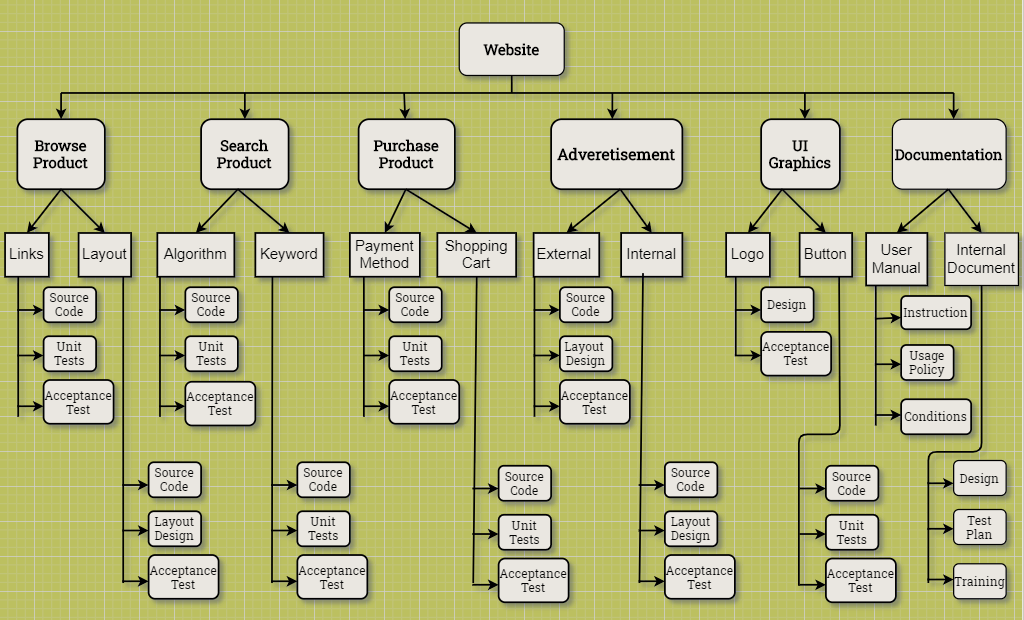 Website
Browse
Product
Search
Product
Purchase
Product
Adveretisement
UI
Graphics
Documentation
Links
Layout
Algorithm
Keyword
Payment
Method
Shopping
Cart
External
Internal
Logo
Button
User
Manual
Internal
Document
Source
Code
Unit
Tests
Acceptance
Test
Source
Code
Layout
Design
Acceptance
Test
Source
Code
Unit
Tests
Acceptance
Test
Source
Code
Unit
Tests
Acceptance
Test
Source
Code
Unit
Tests
Acceptance
Test
Source
Code
Unit
Tests
Acceptance
Test
Source
Code
Layout
Design
Acceptance
Test
Source
Code
Layout
Design
Acceptance
Test
Design
Acceptance
Test
Source
Code
Unit
Tests
Acceptance
Test
Instruction
Usage
Policy
Conditions
Design
Test
Plan
Training